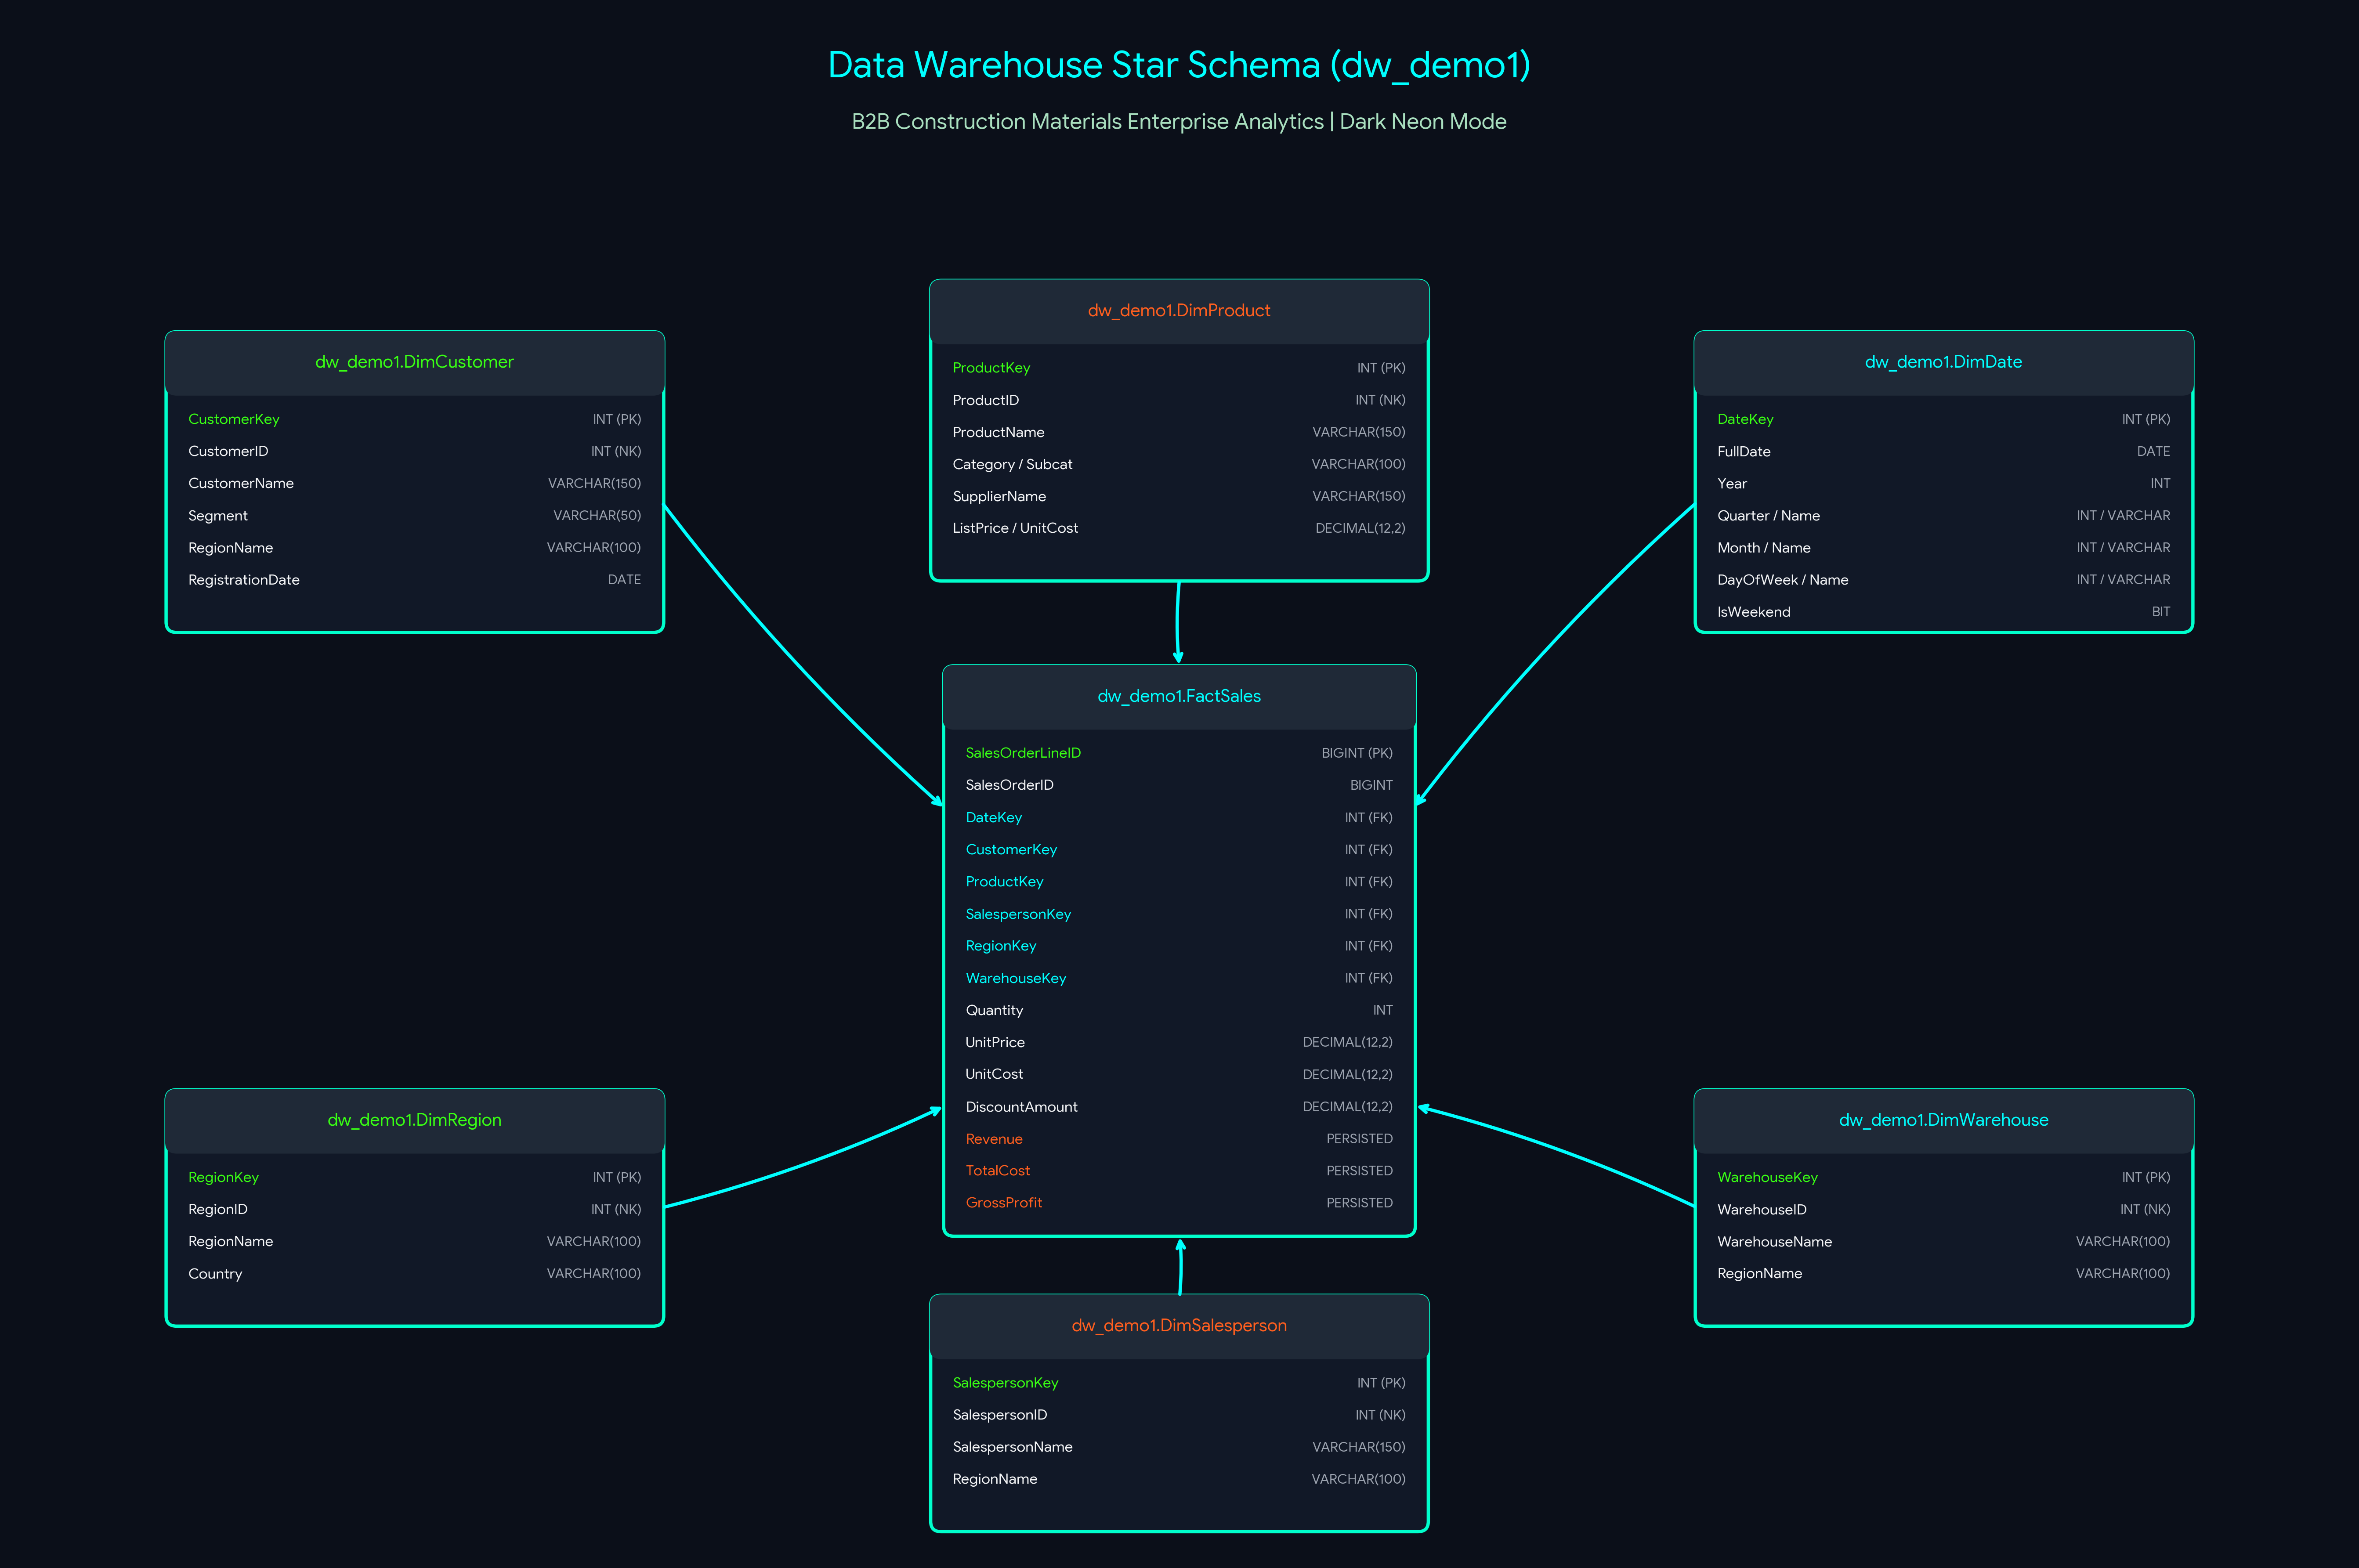 Data Warehouse Star Schema (dw_demo1)
B2B Construction Materials Enterprise Analytics | Dark Neon Mode
dw_demo1.DimCustomer
CustomerKey INT (PK)
CustomerID INT (NK)
CustomerName VARCHAR(150)
Segment VARCHAR(50)
RegionName VARCHAR(100)
RegistrationDate DATE
dw_demo1.DimProduct
ProductKey INT (PK)
ProductID INT (NK)
ProductName VARCHAR(150)
Category / Subcat VARCHAR(100)
SupplierName VARCHAR(150)
ListPrice / UnitCost DECIMAL(12,2)
dw_demo1.DimDate
DateKey INT (PK)
FullDate DATE
Year INT
Quarter / Name INT / VARCHAR
Month / Name INT / VARCHAR
DayOfWeek / Name INT / VARCHAR
IsWeekend BIT
dw_demo1.FactSales
SalesOrderLineID BIGINT (PK)
SalesOrderID BIGINT
DateKey INT (FK)
CustomerKey INT (FK)
ProductKey INT (FK)
SalespersonKey INT (FK)
RegionKey INT (FK)
WarehouseKey INT (FK)
Quantity INT
UnitPrice DECIMAL(12,2)
UnitCost DECIMAL(12,2)
DiscountAmount DECIMAL(12,2)
Revenue PERSISTED
TotalCost PERSISTED
GrossProfit PERSISTED
dw_demo1.DimRegion
RegionKey INT (PK)
RegionID INT (NK)
RegionName VARCHAR(100)
Country VARCHAR(100)
dw_demo1.DimWarehouse
WarehouseKey INT (PK)
WarehouseID INT (NK)
WarehouseName VARCHAR(100)
RegionName VARCHAR(100)
dw_demo1.DimSalesperson
SalespersonKey INT (PK)
SalespersonID INT (NK)
SalespersonName VARCHAR(150)
RegionName VARCHAR(100)